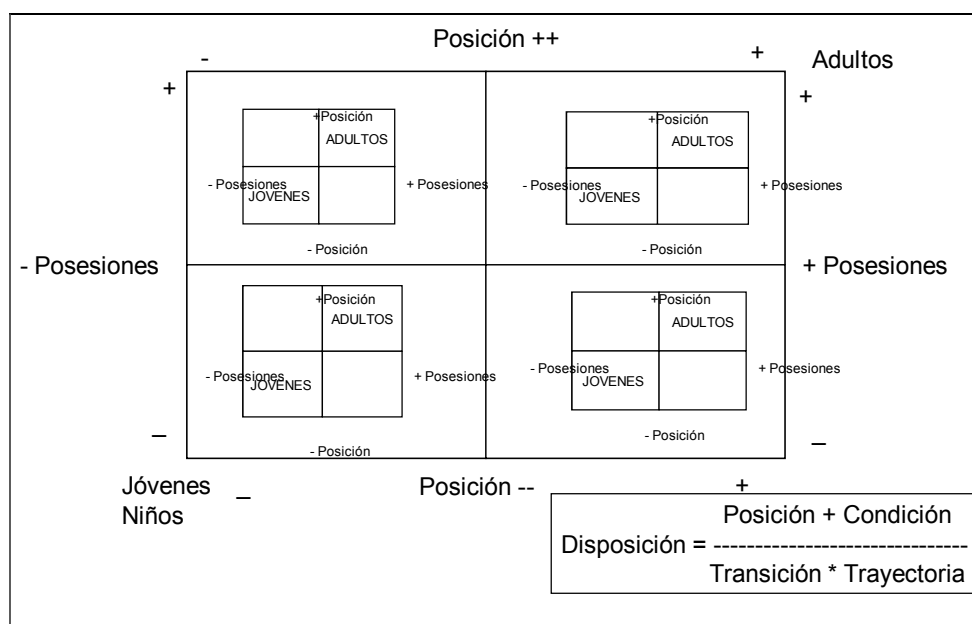 Posición ++
- +
Adultos
+ +
+Posición
ADULTOS
- Posesiones + Posesiones
JOVENES
- Posición
+Posición
ADULTOS
- Posesiones + Posesiones
JOVENES
- Posición
- Posesiones + Posesiones
+Posición
ADULTOS
- Posesiones + Posesiones
JOVENES
- Posición
+Posición
ADULTOS
- Posesiones + Posesiones
JOVENES
- Posición
_ _
Jóvenes
Niños
_ Posición -- +
Posición + Condición
Disposición = -------------------------------
Transición * Trayectoria